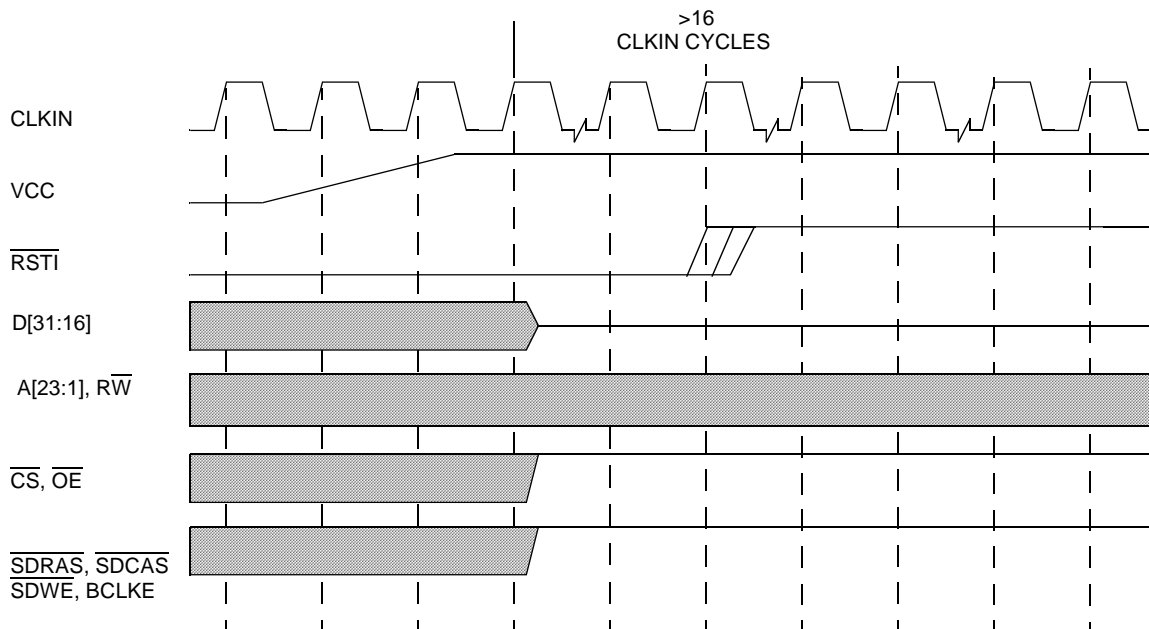 >16
CLKIN CYCLES
CLKIN
VCC
RSTI
D[31:16]
A[23:1], RW
CS, OE
SDRAS, SDCAS
SDWE, BCLKE